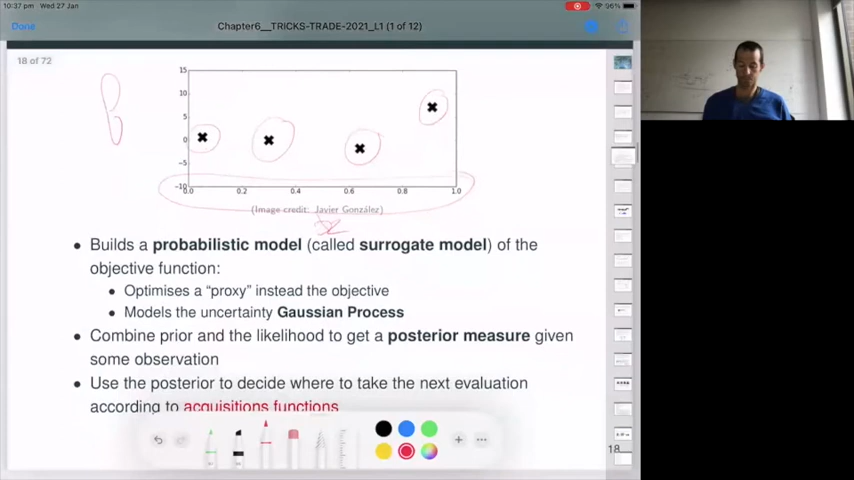 10:37 pm Wed 27 Jan
96%
Done
Chapter6__TRICKS-TRADE-2021_L1 (1 of 12)
18 of 72
15
10
5
0
−5
−10
0.0 0.2 0.4 0.6 0.8 1.0
(Image credit: Javier González)
• Builds a probabilistic model (called surrogate model) of the
objective function:
• Optimises a “proxy” instead the objective
• Models the uncertainty Gaussian Process
• Combine prior and the likelihood to get a posterior measure given
some observation
• Use the posterior to decide where to take the next evaluation
according to acquisitions functions
18